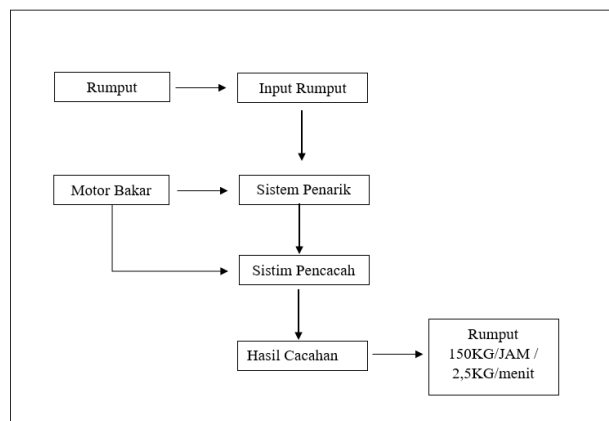 Rumput
Input Rumput
Motor Bakar
Sistem Penarik
Sistim Pencacah
Hasil Cacahan
Rumput
150KG/JAM /
2,5KG/menit